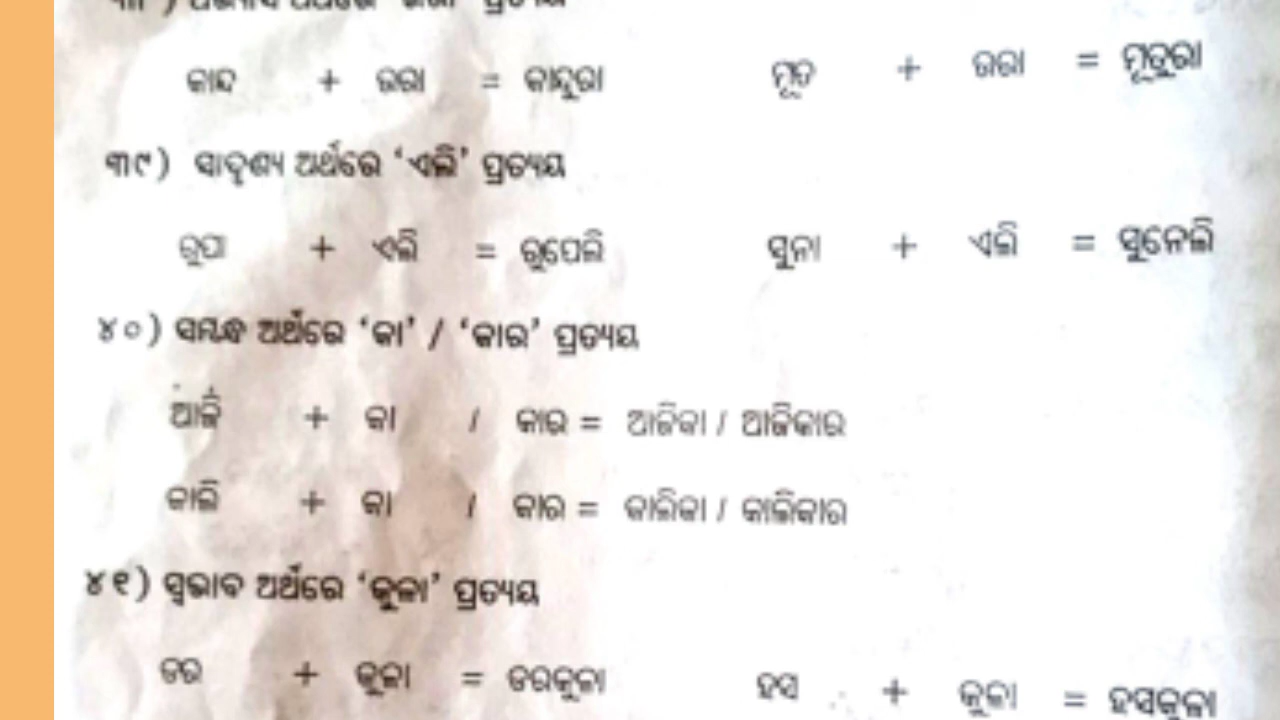 କାନ୍ଦ + ଉରା = କାନ୍ଦୁରା ମୂତ + ଉରା = ମୂତୁରା
୩୯) ସାଦୃଶ୍ୟ ଅର୍ଥରେ ‘ଏଲି’ ପ୍ରତ୍ୟୟ
ରୁପା + ଏଲି = ରୁପେଲି ସୁନା + ଏଲି = ସୁନେଲି
୪୦) ସମ୍ବନ୍ଧ ଅର୍ଥରେ ‘କା’ / ‘କାର’ ପ୍ରତ୍ୟୟ
ଆଜି + କା / କାର = ଆଜିକା / ଆଜିକାର
କାଲି + କା / କାର = କାଲିକା / କାଲିକାର
୪୧) ସ୍ୱଭାବ ଅର୍ଥରେ ‘କୁଳା’ ପ୍ରତ୍ୟୟ
ଡର + କୁଳା = ଡରକୁଳା ହସ + କୁଳା = ହସକୁଳା